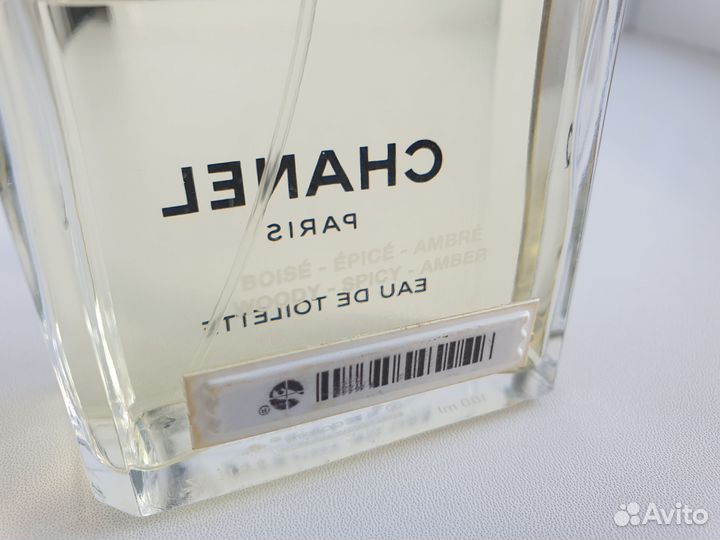 CHANEL
PARIS
BOISÉ - ÉPICÉ - AMBRÉ
WOODY - SPICY - AMBER
EAU DE TOILETTE
100 ml
Avito